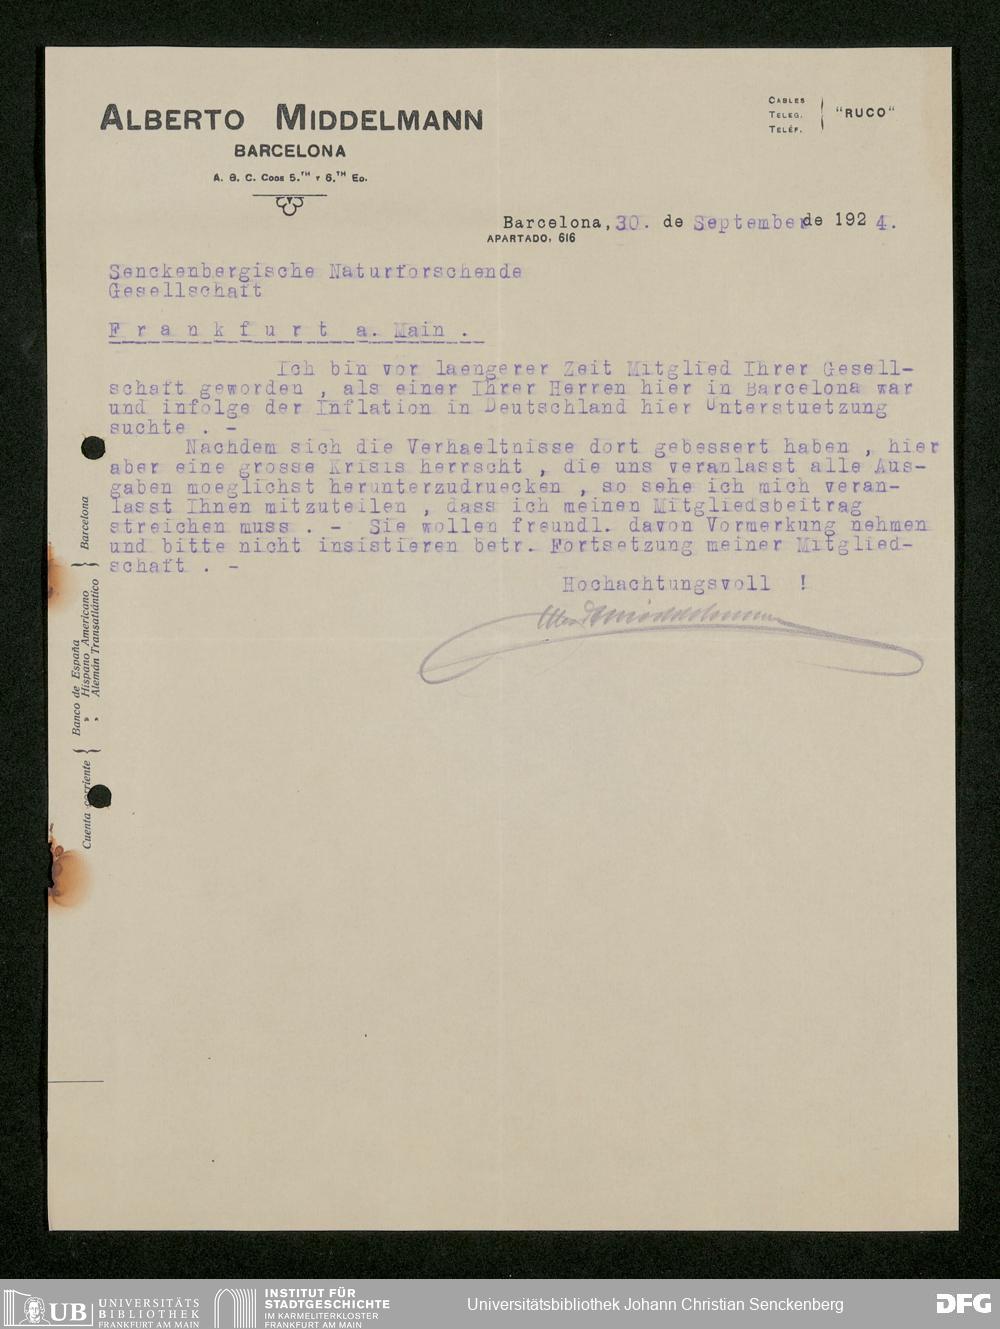 ALBERTO MIDDELMANN
BARCELONA
A. B. C. CODE 5.TH Y 6.TH ED.
CABLES
TELEG.
TELÉF.
"RUCO"
Barcelona, 30. de September de 1924.
APARTADO, 616
Senckenbergische Naturforschende
Gesellschaft
F r a n k f u r t a. Main .
Ich bin vor laengerer Zeit Mitglied Ihrer Gesell-
schaft geworden , als einer Ihrer Herren hier in Barcelona war
und infolge der Inflation in Deutschland hier Unterstuetzung
suchte . -
Nachdem sich die Verhaeltnisse dort gebessert haben , hier
aber eine grosse Krisis herrscht , die uns veranlasst alle Aus-
gaben moeglichst herunterzudruecken , so sehe ich mich veran-
lasst Ihnen mitzuteilen , dass ich meinen Mitgliedsbeitrag
streichen muss . - Sie wollen freundl. davon Vormerkung nehmen
und bitte nicht insistieren betr. Fortsetzung meiner Mitglied-
schaft . -
Hochachtungsvoll !
Cuenta corriente { Banco de España
" Hispano Americano
" Alemán Transatlántico } Barcelona
UB UNIVERSITÄTS
BIBLIOTHEK
FRANKFURT AM MAIN
INSTITUT FÜR
STADTGESCHICHTE
IM KARMELITERKLOSTER
FRANKFURT AM MAIN
Universitätsbibliothek Johann Christian Senckenberg
DFG